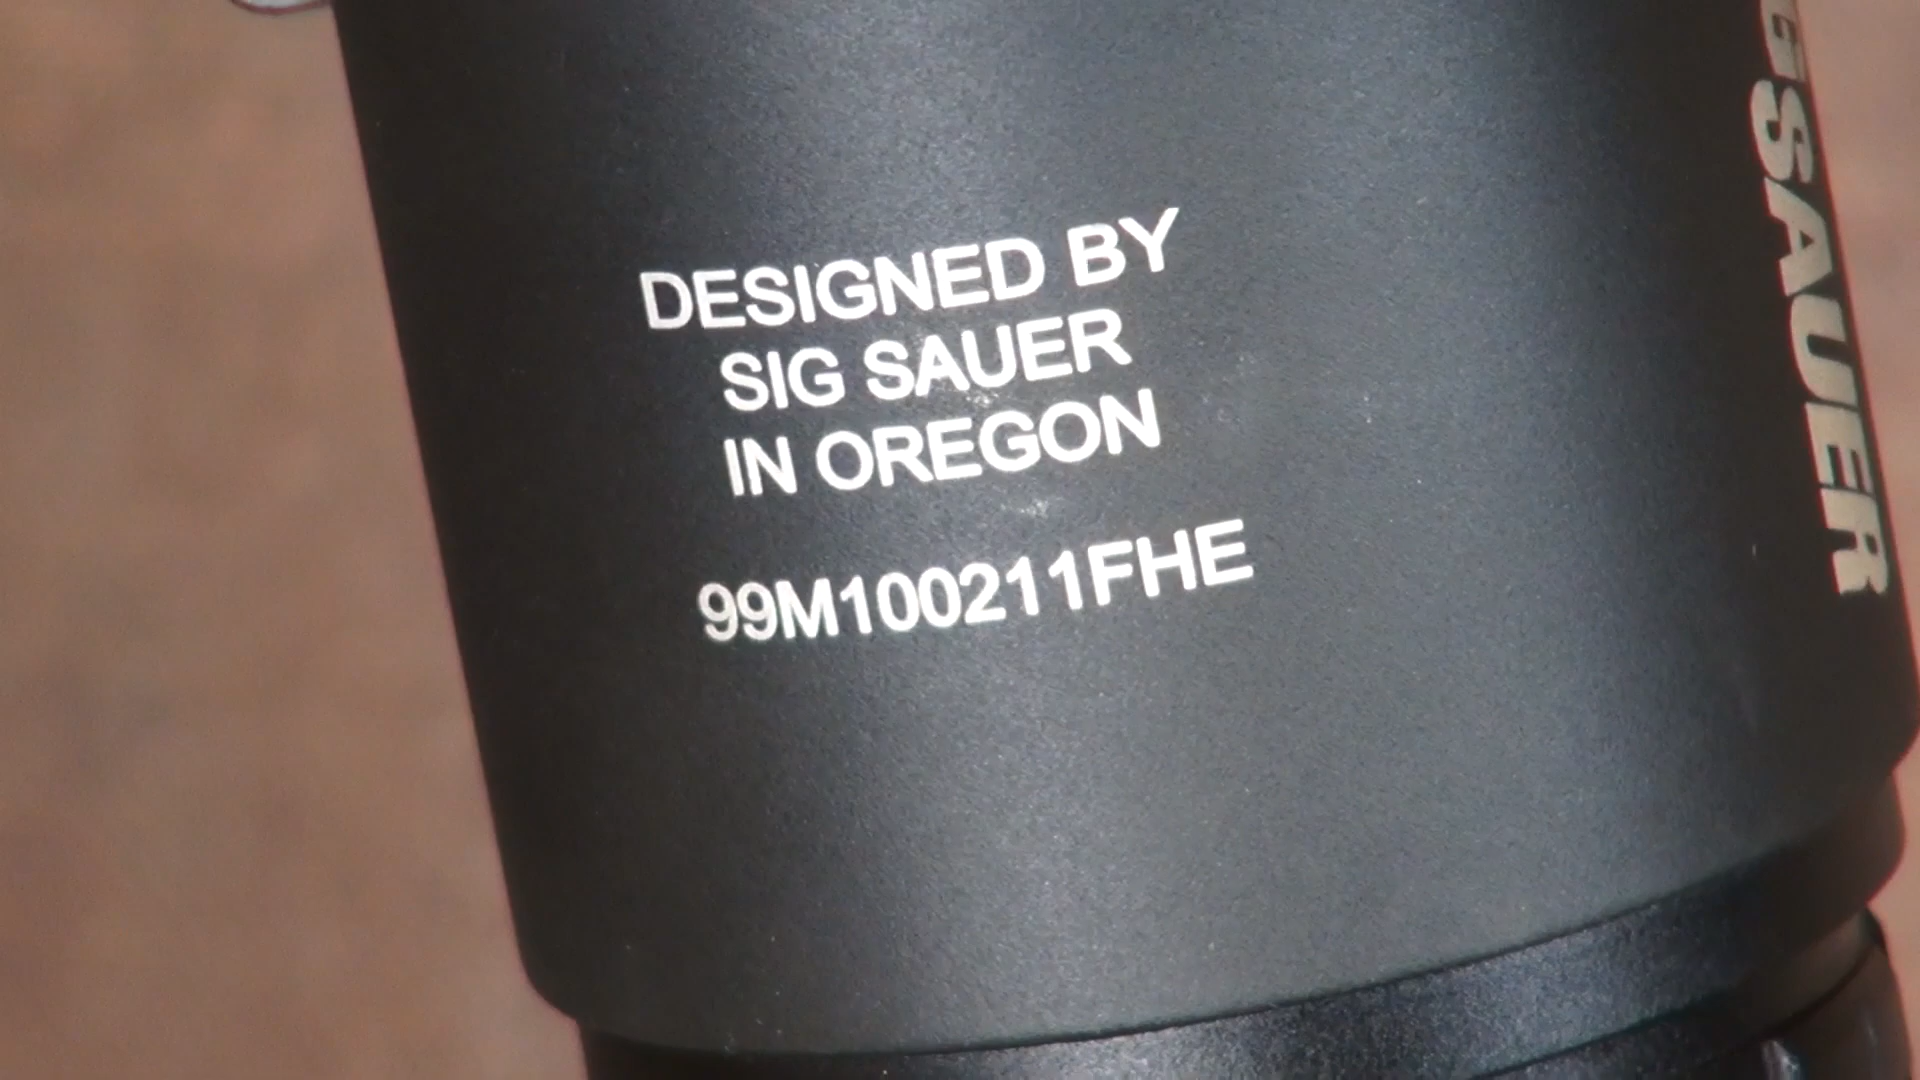 DESIGNED BY
SIG SAUER
IN OREGON
99M100211FHE
SAUER